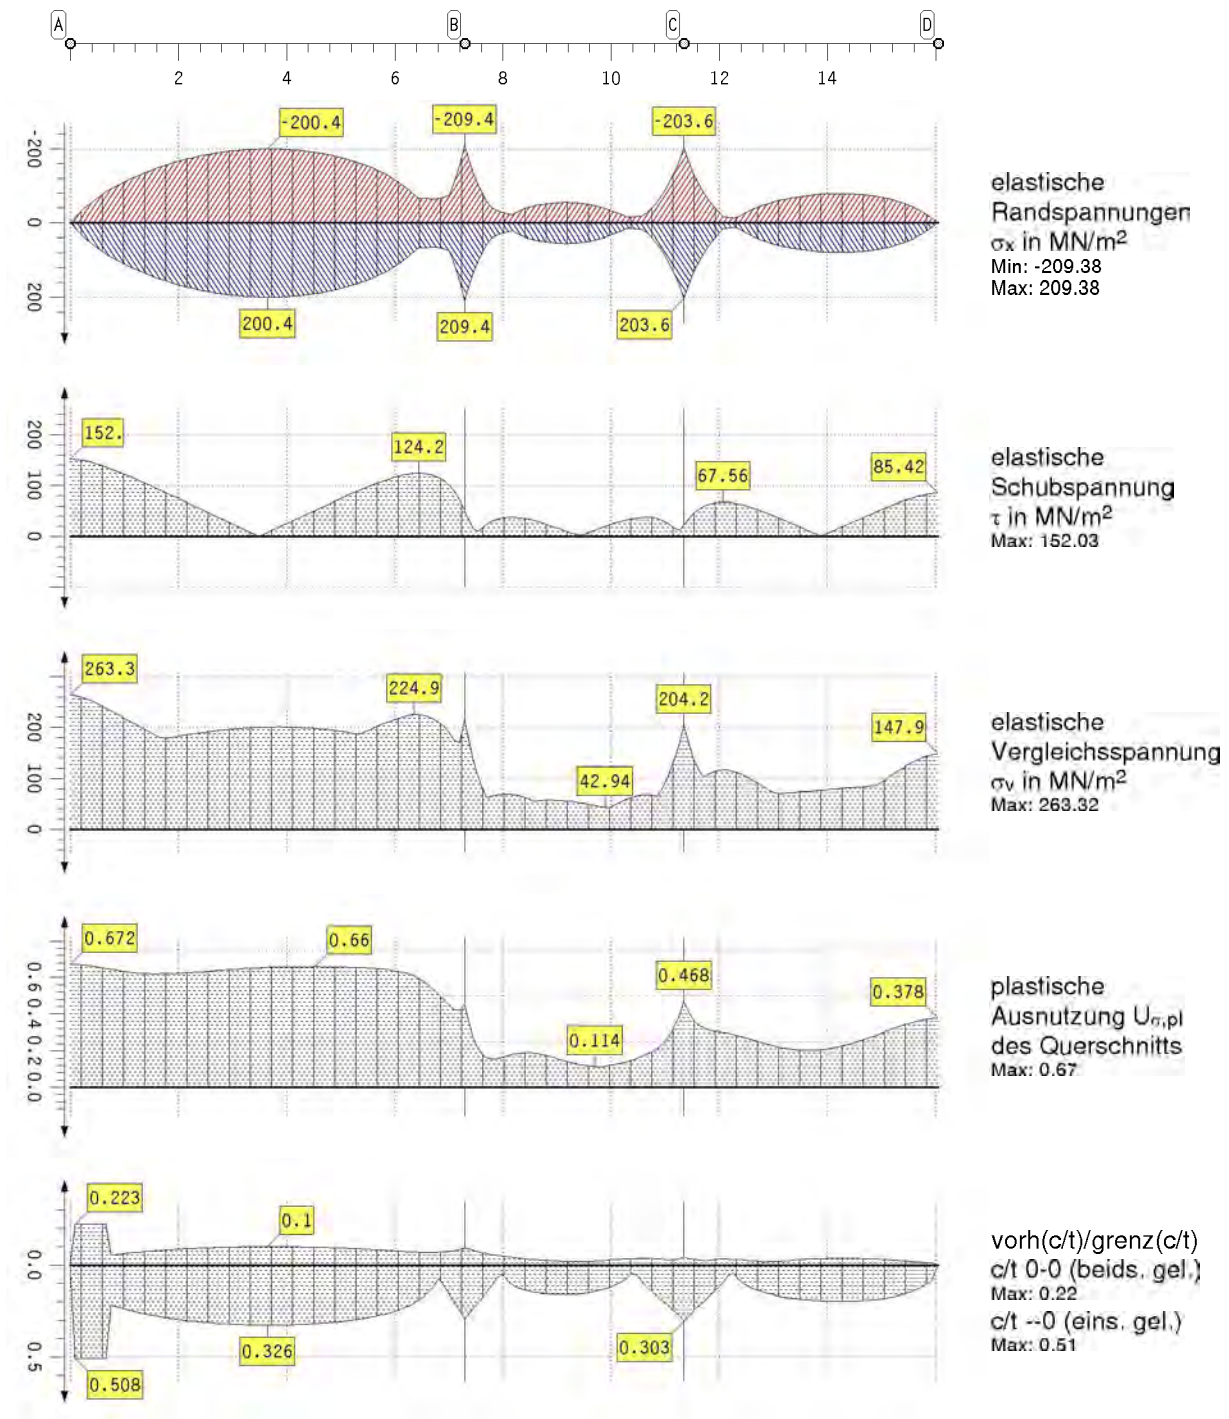 A B C D
2 4 6 8 10 12 14
-200.4 -209.4 -203.6
-200
0
200
200.4 209.4 203.6
elastische
Randspannungen
σx in MN/m²
Min: -209.38
Max: 209.38
152. 124.2 67.56 85.42
200
100
0
elastische
Schubspannung
τ in MN/m²
Max: 152.03
263.3 224.9 42.94 204.2 147.9
200
100
0
elastische
Vergleichsspannung
σv in MN/m²
Max: 263.32
0.672 0.66 0.114 0.468 0.378
0.6
0.4
0.2
0.0
plastische
Ausnutzung Uσ,pl
des Querschnitts
Max: 0.67
0.223 0.1
0.0
0.5
0.508 0.326 0.303
vorh(c/t)/grenz(c/t)
c/t 0-0 (beids. gel.)
Max: 0.22
c/t --0 (eins. gel.)
Max: 0.51